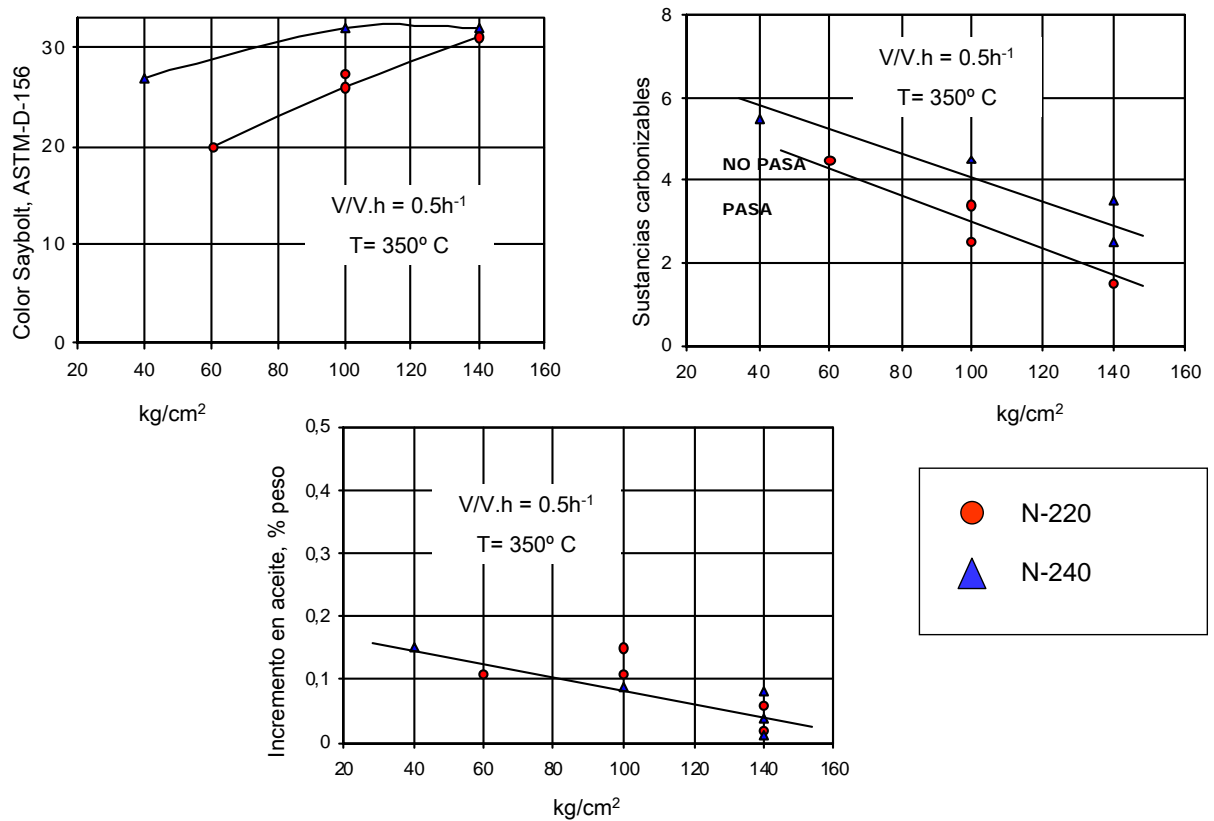 Color Saybolt, ASTM-D-156
30
20
10
0
20 40 60 80 100 120 140 160
kg/cm²
V/V.h = 0.5h⁻¹
T= 350º C
Sustancias carbonizables
8
6
4
2
0
20 40 60 80 100 120 140 160
kg/cm²
V/V.h = 0.5h⁻¹
T= 350º C
NO PASA
PASA
Incremento en aceite, % peso
0,5
0,4
0,3
0,2
0,1
0
20 40 60 80 100 120 140 160
kg/cm²
V/V.h = 0.5h⁻¹
T= 350º C
N-220
N-240